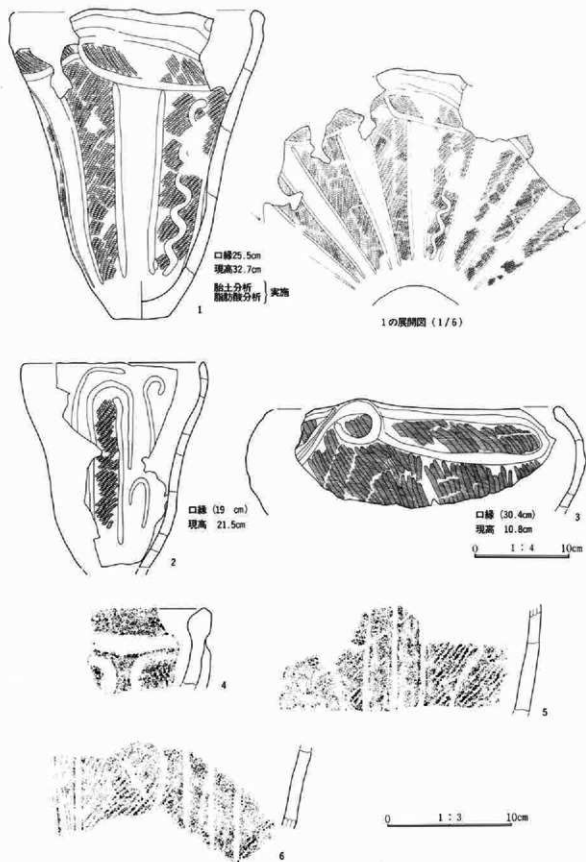 口縁25.5cm
現高32.7cm
胎土分析
脂肪酸分析
}実施
1
1の展開図(1/6)
口縁(19 cm)
現高 21.5cm
2
口縁(30.4cm)
現高 10.8cm
3
0 1:4 10cm
4
5
6
0 1:3 10cm